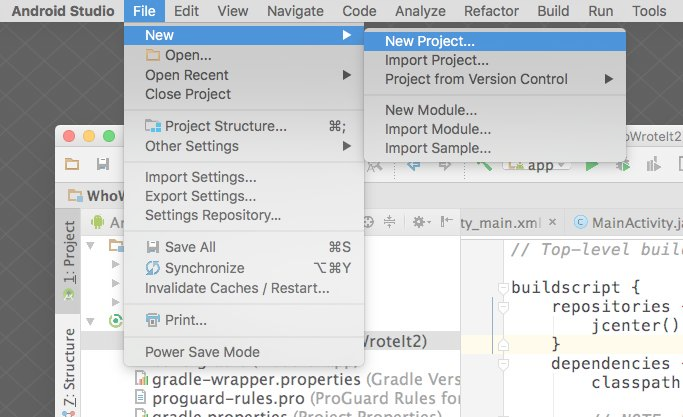 Android Studio File Edit View Navigate Code Analyze Refactor Build Run Tools
New
Open...
Open Recent
Close Project
Project Structure... ⌘;
Other Settings
Import Settings...
Export Settings...
Settings Repository...
Save All ⌘S
Synchronize ⌥⌘Y
Invalidate Caches / Restart...
Print...
Power Save Mode
New Project...
Import Project...
Project from Version Control
New Module...
Import Module...
Import Sample...
app
1: Project
Z: Structure
ty_main.xml
MainActivity.ja
// Top-level buil
buildscript {
repositories {
jcenter()
}
dependencies {
classpath
gradle-wrapper.properties (Gradle Vers
proguard-rules.pro (ProGuard Rules for
gradle.properties (Project Properties)